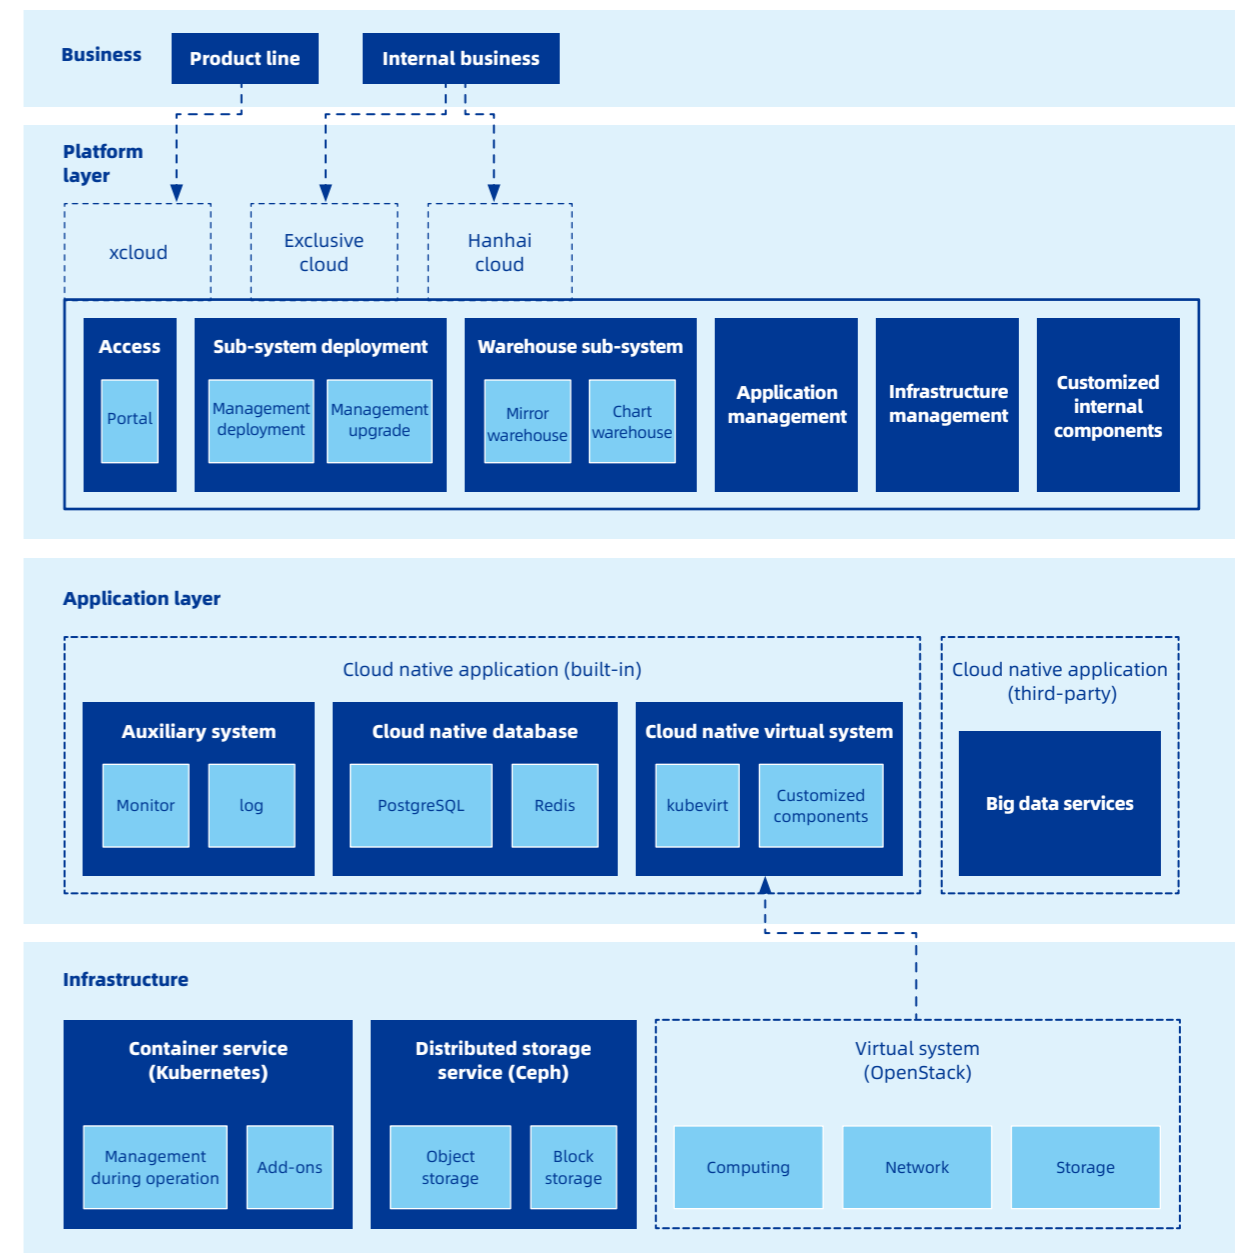 Business
Product line
Internal business
Platform
layer
xcloud
Exclusive
cloud
Hanhai
cloud
Access
Portal
Sub-system deployment
Management
deployment
Management
upgrade
Warehouse sub-system
Mirror
warehouse
Chart
warehouse
Application
management
Infrastructure
management
Customized
internal
components
Application layer
Cloud native application (built-in)
Auxiliary system
Monitor
log
Cloud native database
PostgreSQL
Redis
Cloud native virtual system
kubevirt
Customized
components
Cloud native application
(third-party)
Big data services
Infrastructure
Container service
(Kubernetes)
Management
during operation
Add-ons
Distributed storage
service (Ceph)
Object
storage
Block
storage
Virtual system
(OpenStack)
Computing
Network
Storage